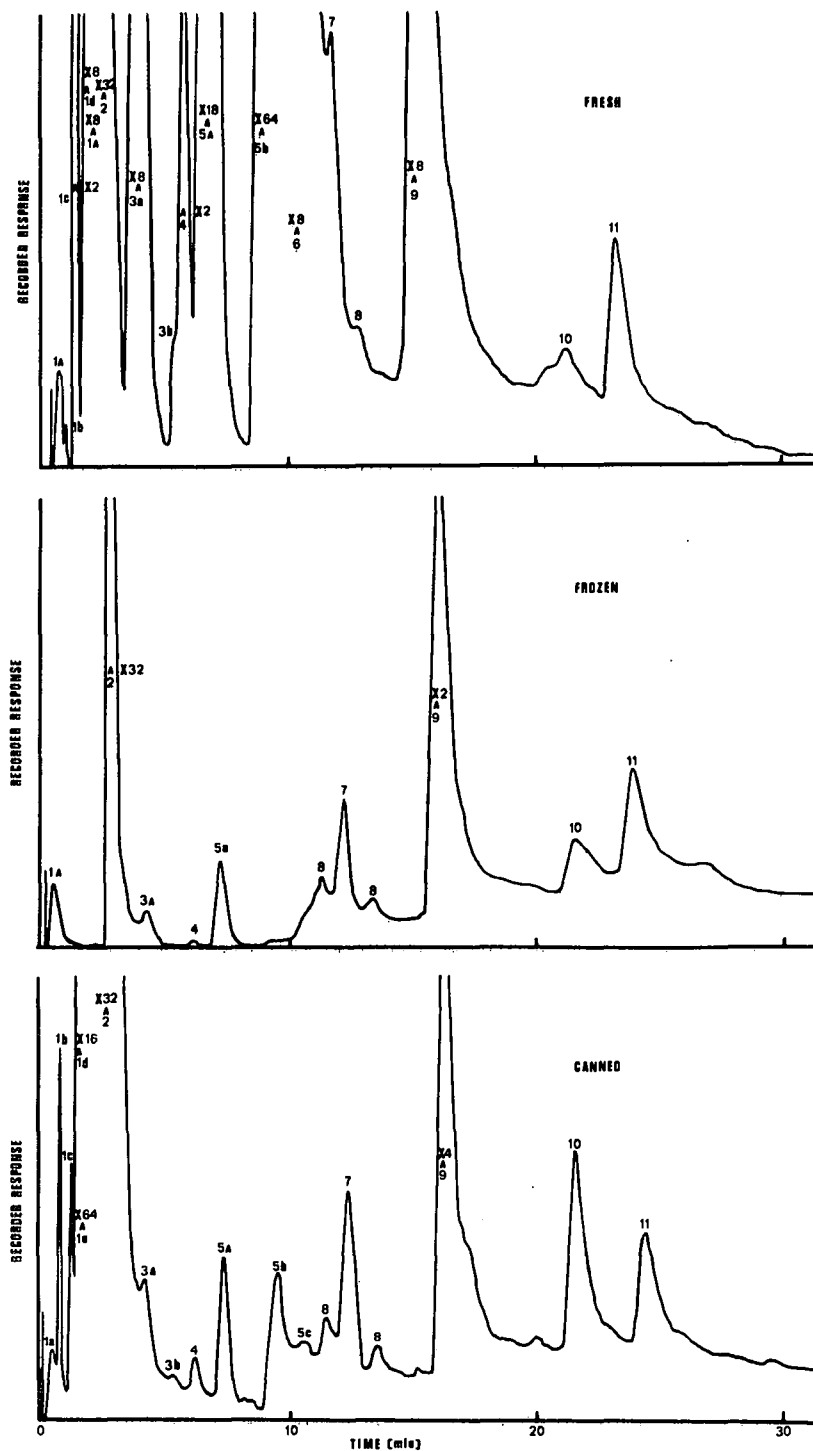 X8
1d
X32
2
X8
1A
1c
X2
1A
1b
X8
3a
3b
4
X2
X18
5A
X64
5b
X8
6
7
8
X8
9
10
11
FRESH
RECORDER RESPONSE
FROZEN
RECORDER RESPONSE
1A
2
X32
3A
4
5a
8
7
8
X2
9
10
11
CANNED
RECORDER RESPONSE
X32
2
1b
X16
1d
1c
X64
1e
1a
3a
3b
4
5A
5b
5c
8
7
8
X4
9
10
11
0
10
20
30
TIME (min)